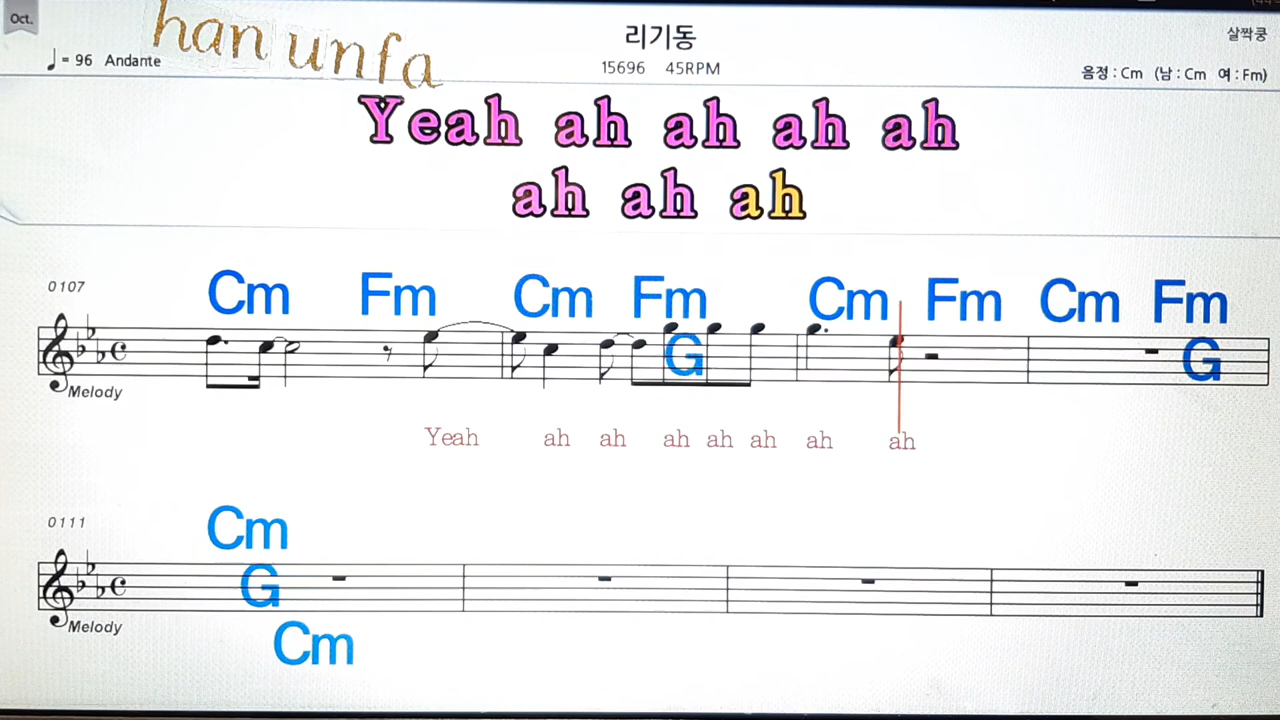 Oct.
han unfa
리기동
살짝쿵
♩= 96 Andante
15696 45RPM
음정 : Cm (남 : Cm 여 : Fm)
Yeah ah ah ah ah
ah ah ah
0107
Cm Fm Cm Fm Cm Fm Cm Fm
G G
Melody
Yeah ah ah ah ah ah ah ah
0111
Cm
G
Melody
Cm